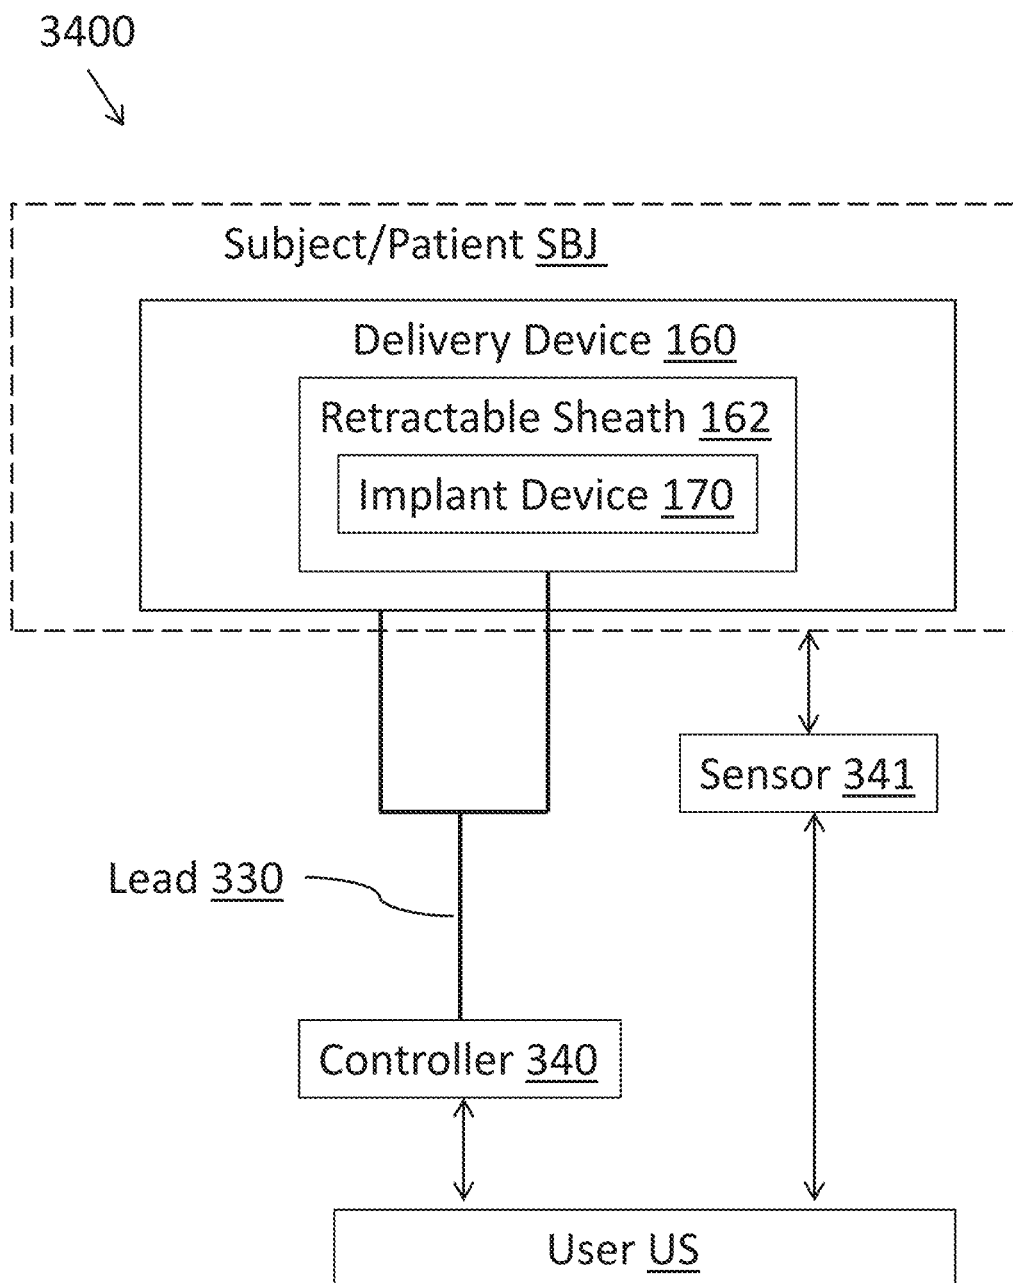 3400
Subject/Patient SBJ
Delivery Device 160
Retractable Sheath 162
Implant Device 170
Sensor 341
Lead 330
Controller 340
User US